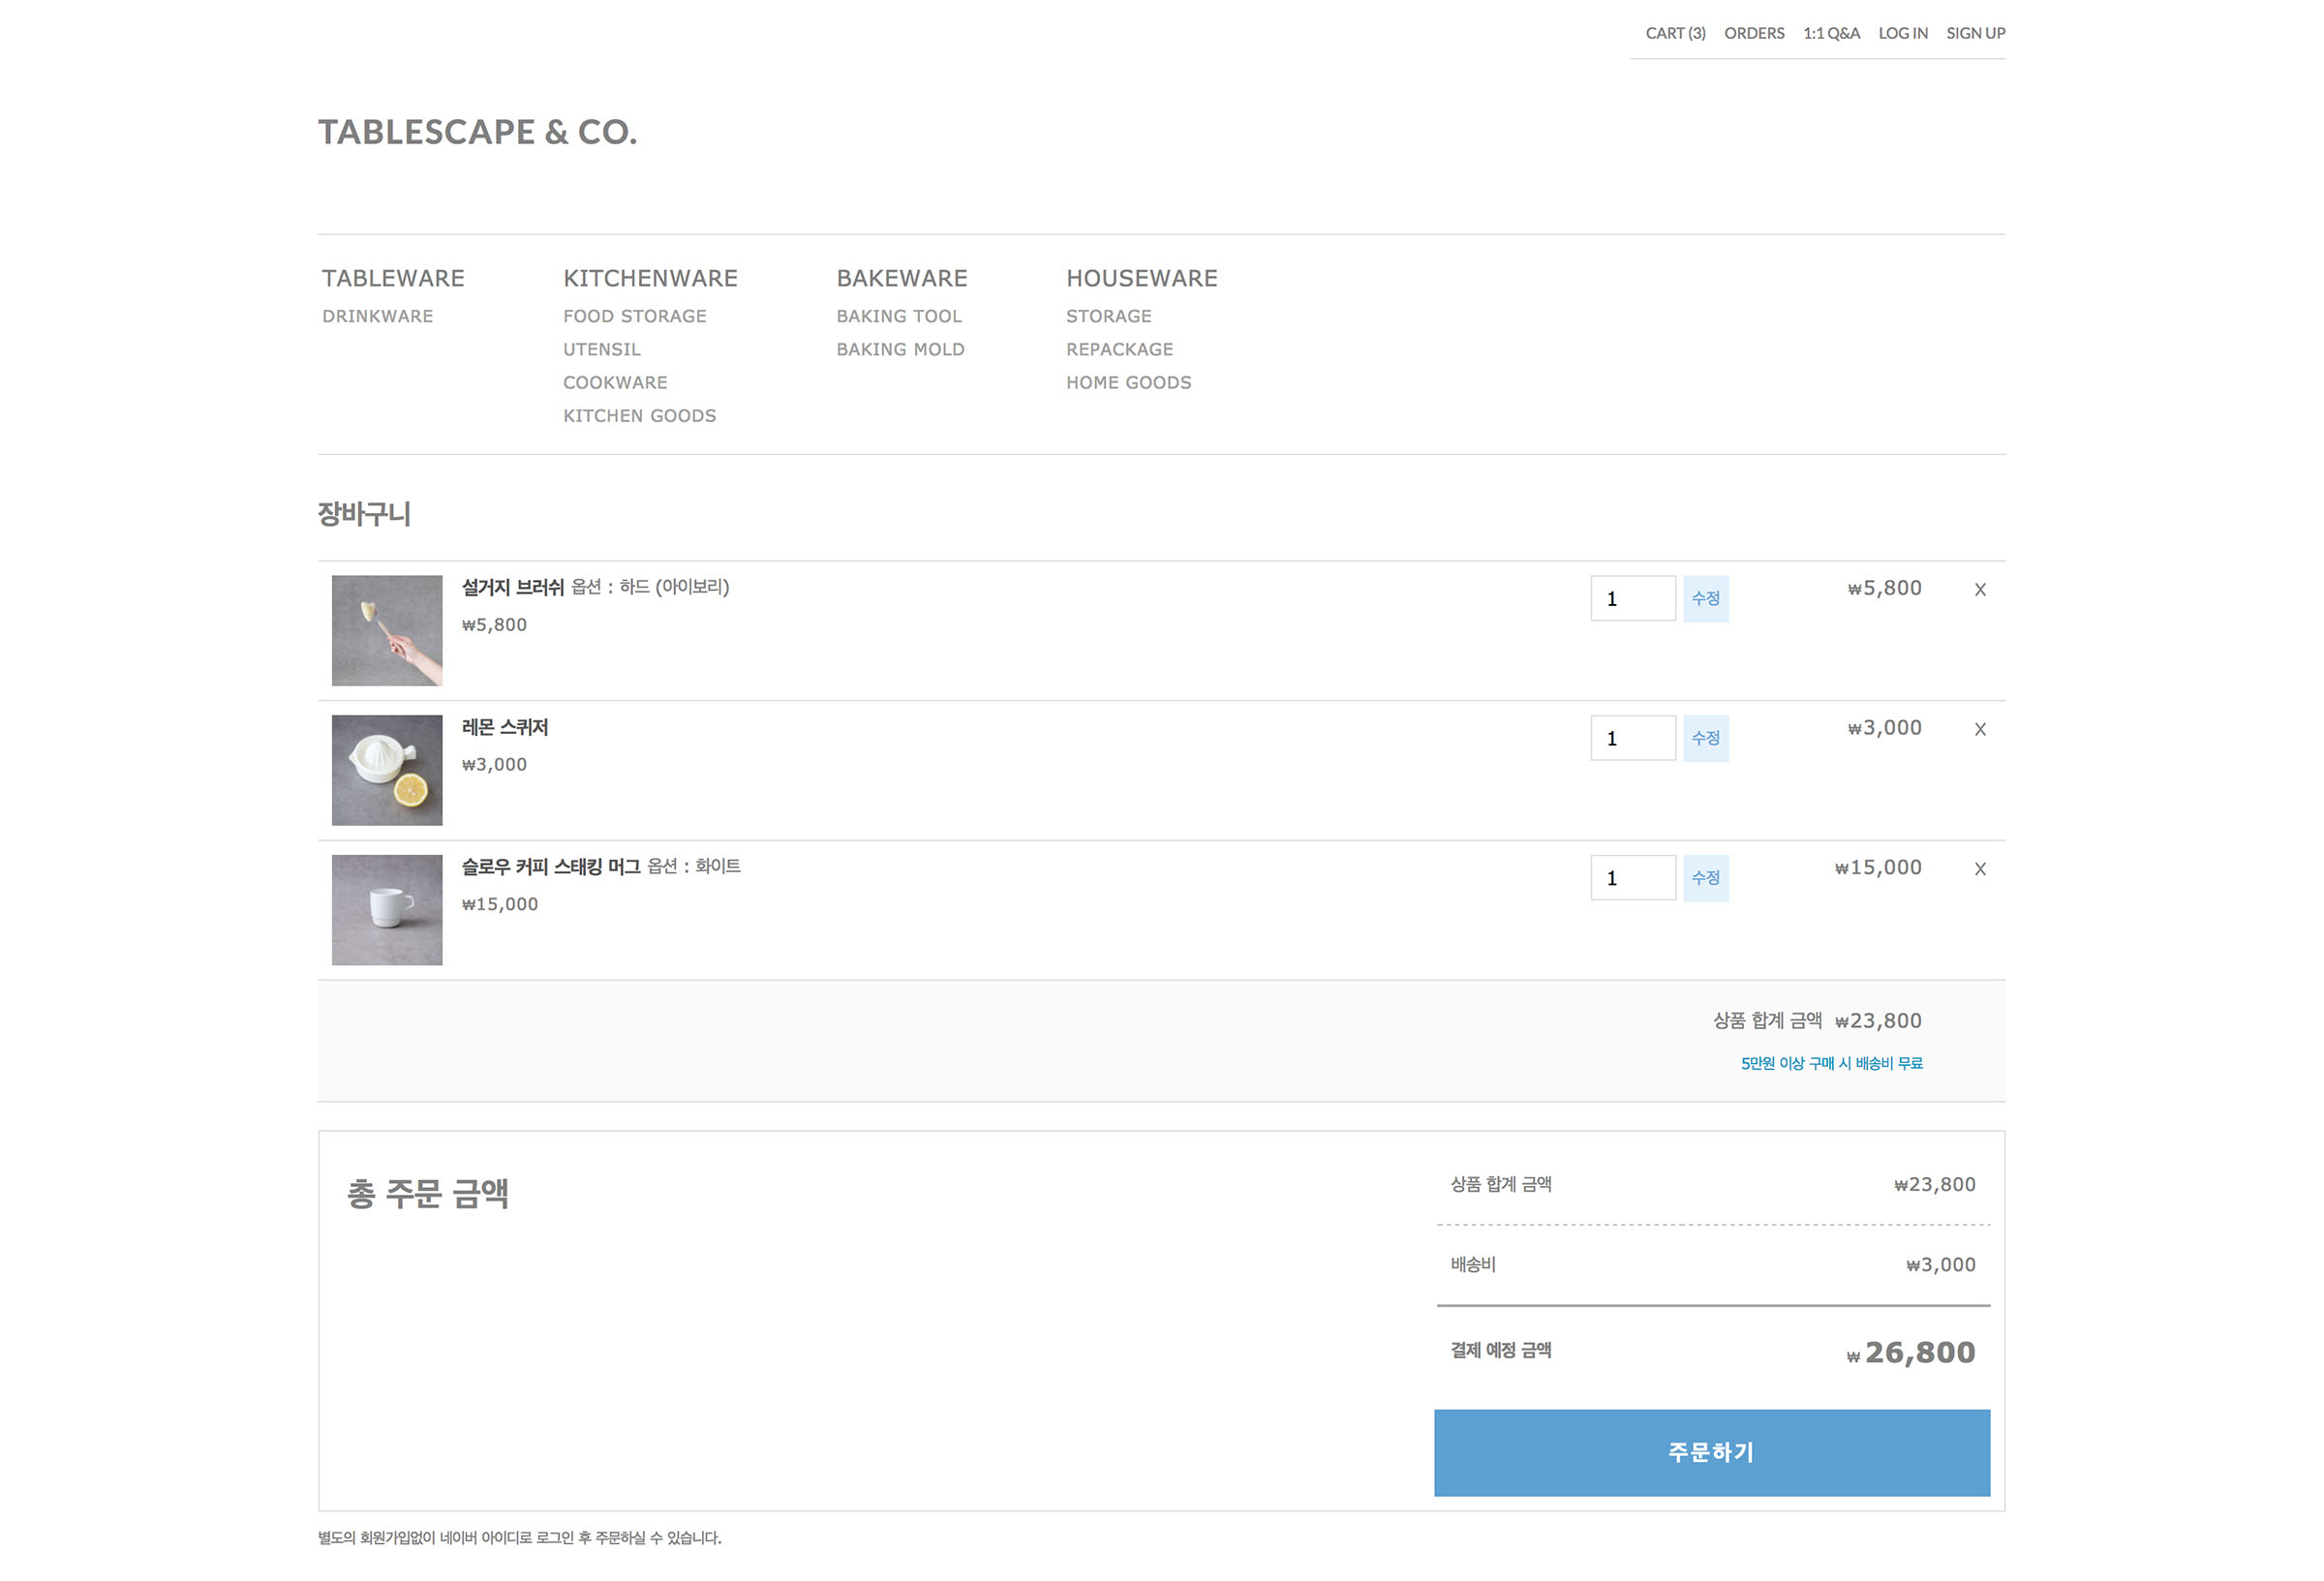 CART (3) ORDERS 1:1 Q&A LOG IN SIGN UP
TABLESCAPE & CO.
TABLEWARE
DRINKWARE
KITCHENWARE
FOOD STORAGE
UTENSIL
COOKWARE
KITCHEN GOODS
BAKEWARE
BAKING TOOL
BAKING MOLD
HOUSEWARE
STORAGE
REPACKAGE
HOME GOODS
장바구니
설거지 브러쉬 옵션 : 하드 (아이보리)
₩5,800
1 수정 ₩5,800 X
레몬 스퀴저
₩3,000
1 수정 ₩3,000 X
슬로우 커피 스태킹 머그 옵션 : 화이트
₩15,000
1 수정 ₩15,000 X
상품 합계 금액 ₩23,800
5만원 이상 구매 시 배송비 무료
총 주문 금액
상품 합계 금액 ₩23,800
배송비 ₩3,000
결제 예정 금액 ₩26,800
주문하기
별도의 회원가입없이 네이버 아이디로 로그인 후 주문하실 수 있습니다.